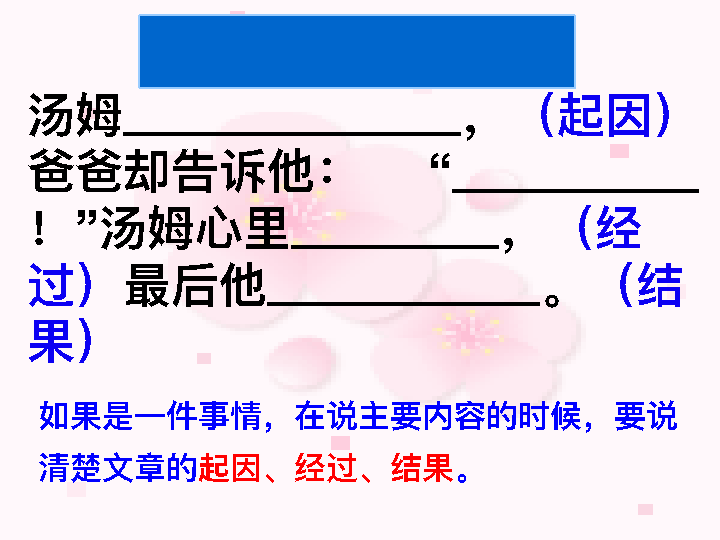 汤姆______________，（起因）
爸爸却告诉他： “__________
！”汤姆心里_________，（经
过）最后他___________。（结
果）
如果是一件事情，在说主要内容的时候，要说
清楚文章的起因、经过、结果。